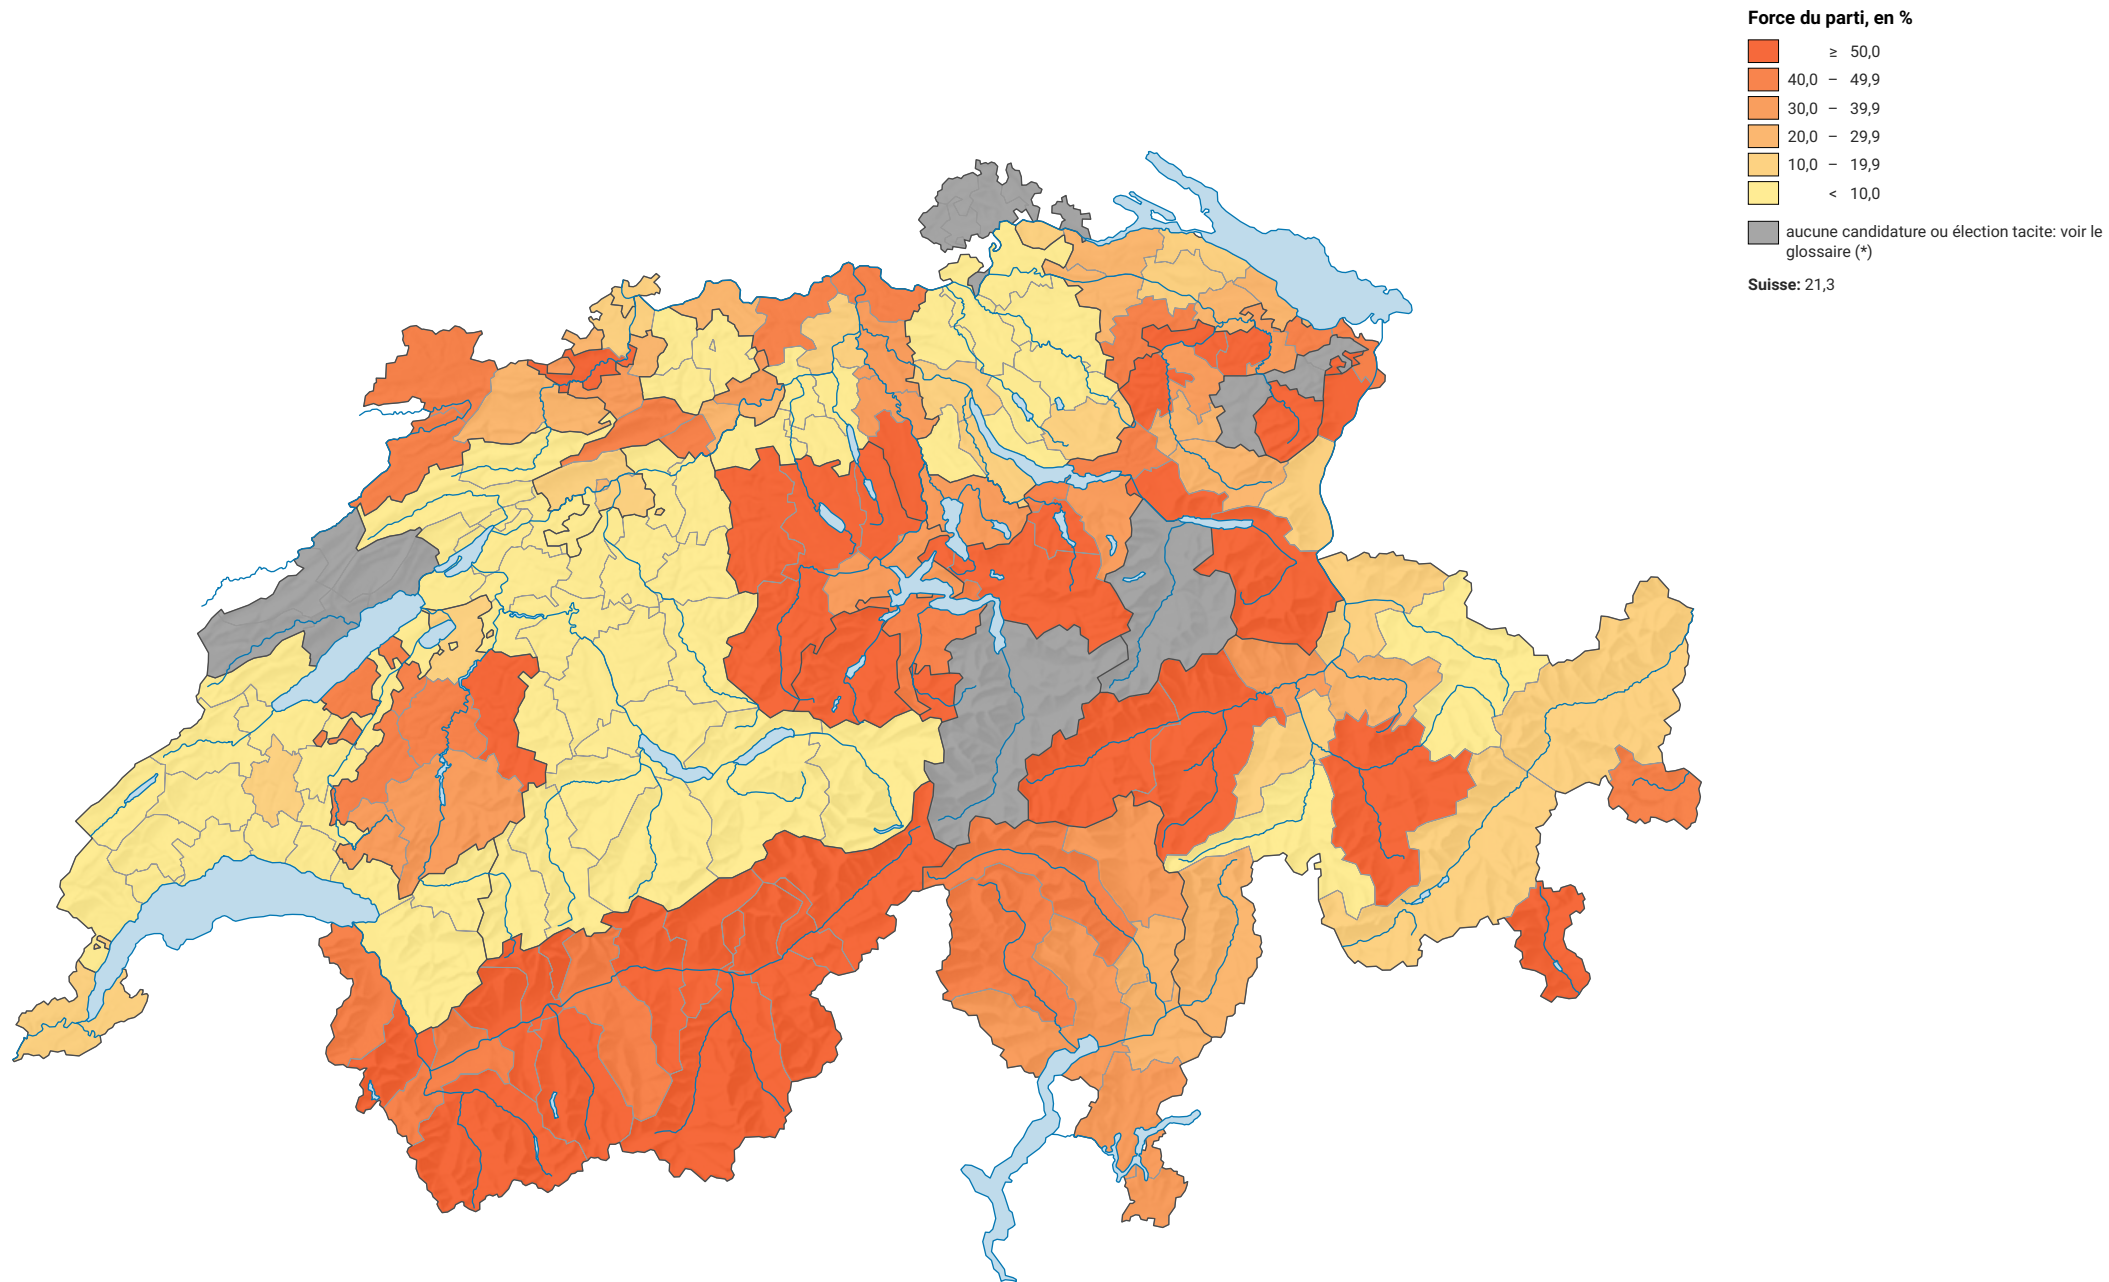 Force du parti, en %
≥ 50,0
40,0 – 49,9
30,0 – 39,9
20,0 – 29,9
10,0 – 19,9
< 10,0
aucune candidature ou élection tacite: voir le
glossaire (*)
Suisse: 21,3